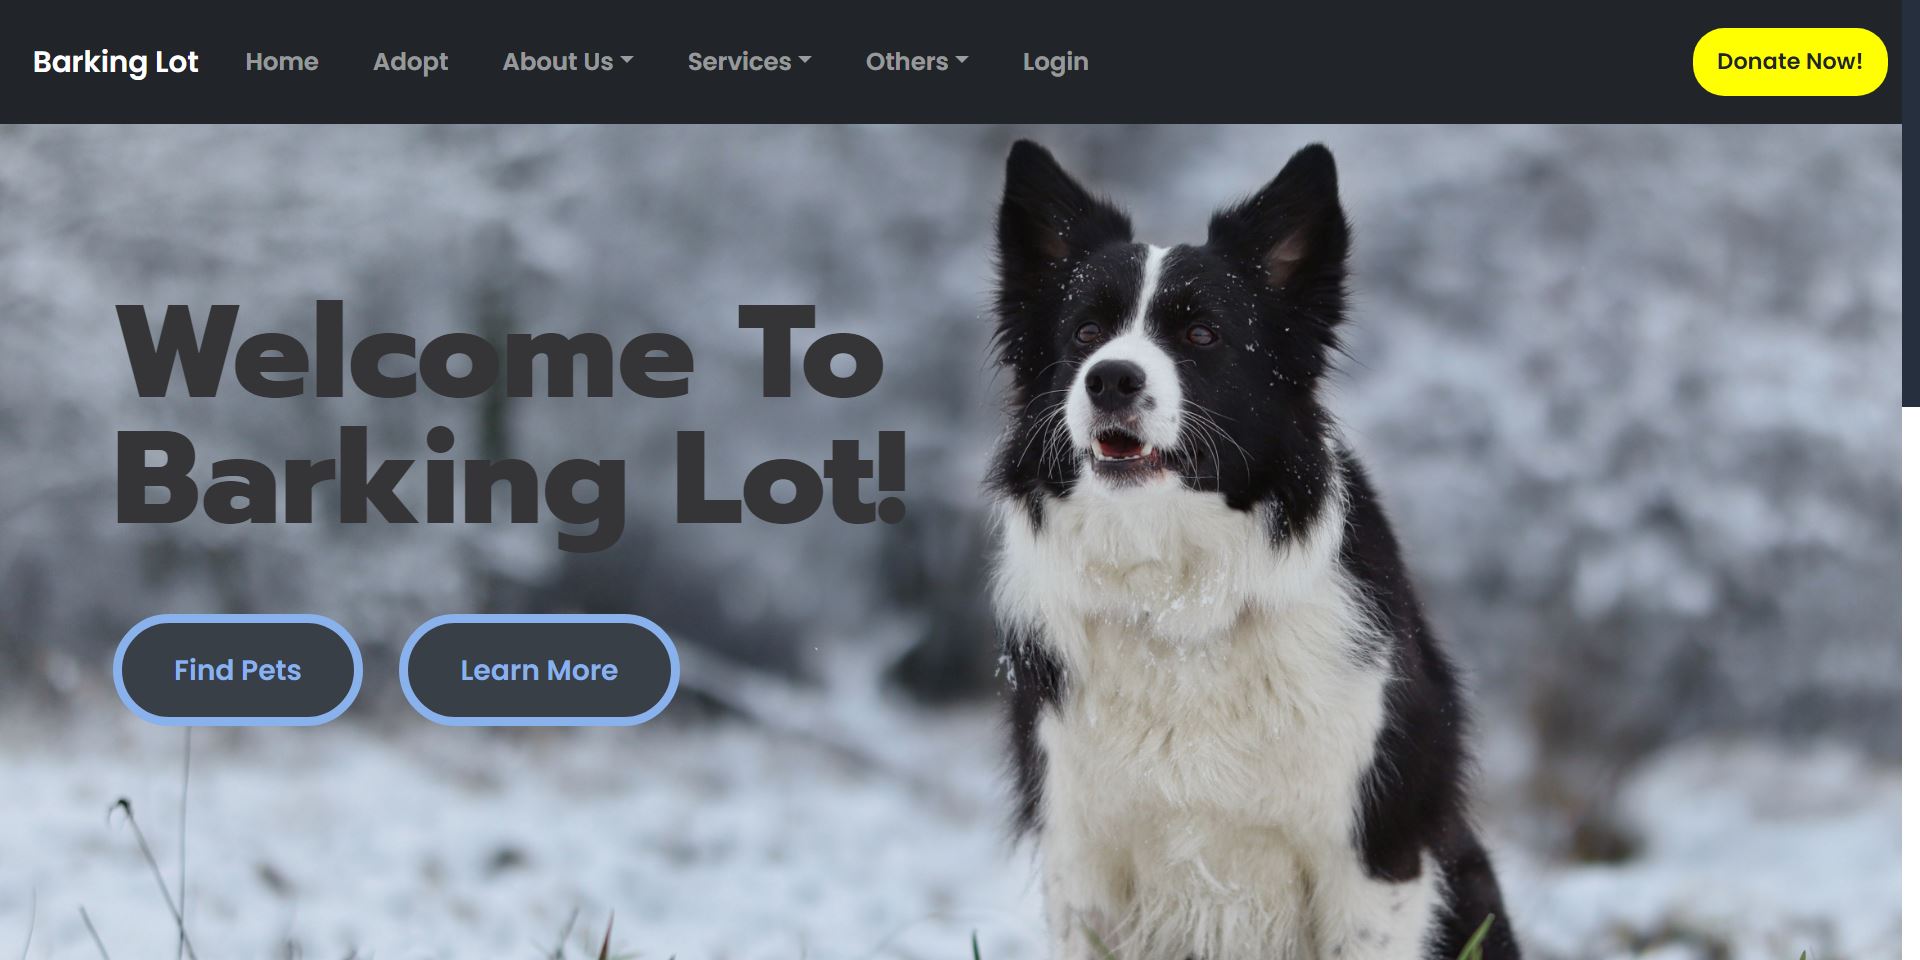 Barking Lot Home Adopt About Us Services Others Login Donate Now!
Welcome To
Barking Lot!
Find Pets Learn More